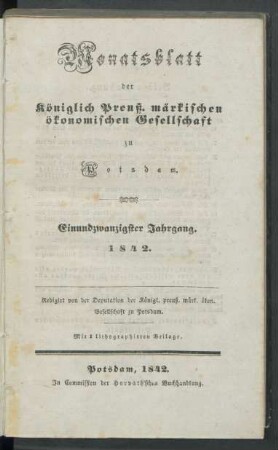 Monatsblatt
der
Königlich Preuß. märkischen
ökonomischen Gesellschaft
zu
Potsdam.
Einundzwanzigster Jahrgang.
1842.
Redigirt von der Deputation der Königl. preuß. märk. ökon.
Gesellschaft zu Potsdam.
Mit 1 lithographirten Beilage.
Potsdam, 1842.
In Commission der Horvath'schen Buchhandlung.